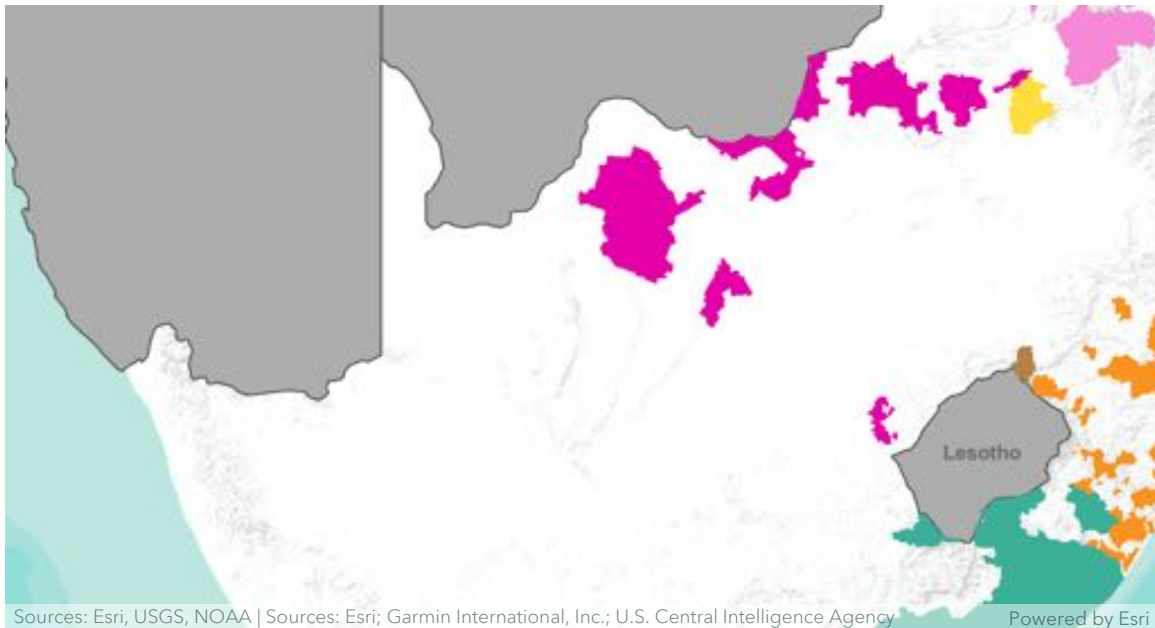 Lesotho
Sources: Esri, USGS, NOAA | Sources: Esri; Garmin International, Inc.; U.S. Central Intelligence Agency
Powered by Esri